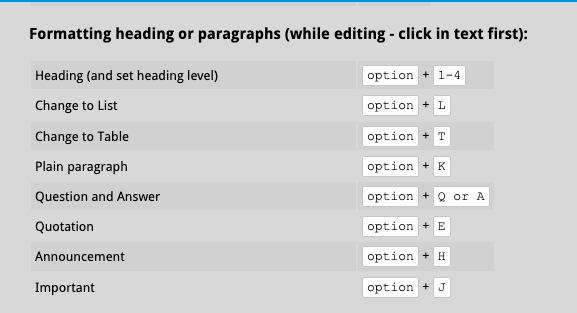 Formatting heading or paragraphs (while editing - click in text first):
Heading (and set heading level) option + 1-4
Change to List option + L
Change to Table option + T
Plain paragraph option + K
Question and Answer option + Q or A
Quotation option + E
Announcement option + H
Important option + J